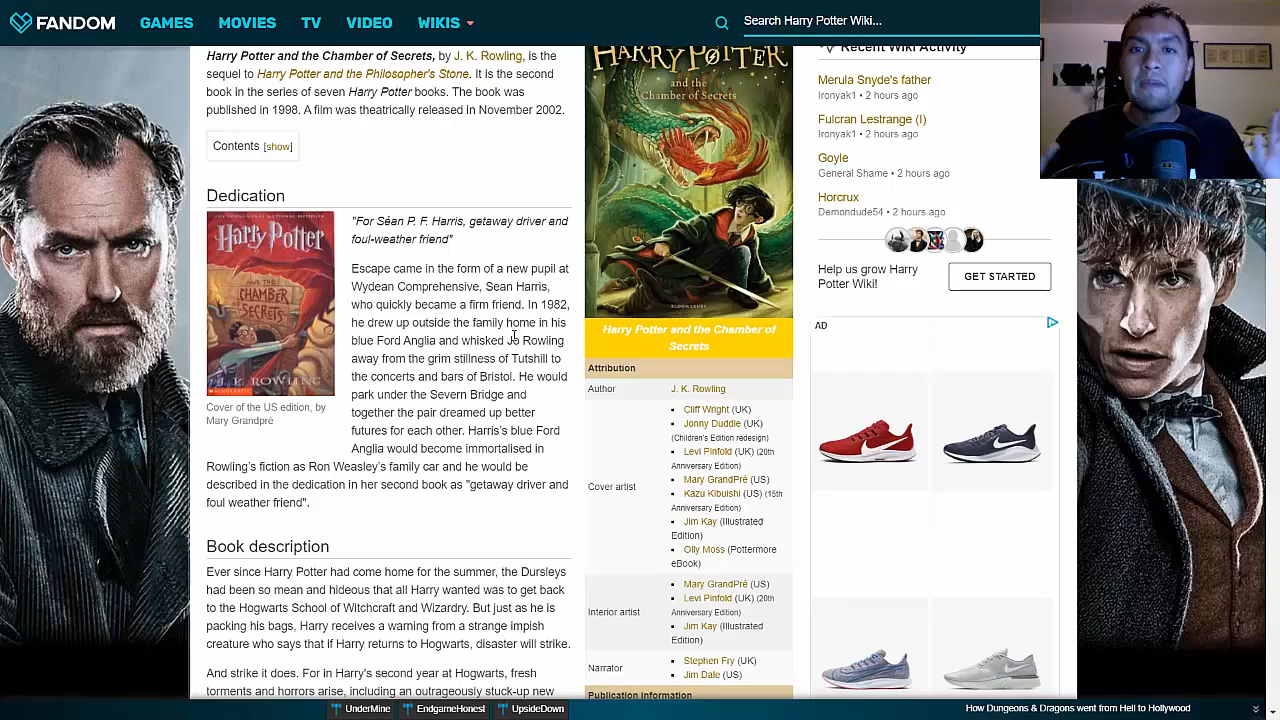 FANDOM
GAMES
MOVIES
TV
VIDEO
WIKIS
Search Harry Potter Wiki...
Harry Potter and the Chamber of Secrets, by J. K. Rowling, is the
sequel to Harry Potter and the Philosopher's Stone. It is the second
book in the series of seven Harry Potter books. The book was
published in 1998. A film was theatrically released in November 2002.
Contents [show]
Dedication
Harry Potter
AND THE
CHAMBER
OF
SECRETS
J. K. ROWLING
Cover of the US edition, by
Mary Grandpré
"For Séan P. F. Harris, getaway driver and
foul-weather friend"
Escape came in the form of a new pupil at
Wydean Comprehensive, Sean Harris,
who quickly became a firm friend. In 1982,
he drew up outside the family home in his
blue Ford Anglia and whisked Jo Rowling
away from the grim stillness of Tutshill to
the concerts and bars of Bristol. He would
park under the Severn Bridge and
together the pair dreamed up better
futures for each other. Harris's blue Ford
Anglia would become immortalised in
Rowling's fiction as Ron Weasley's family car and he would be
described in the dedication in her second book as "getaway driver and
foul weather friend".
Book description
Ever since Harry Potter had come home for the summer, the Dursleys
had been so mean and hideous that all Harry wanted was to get back
to the Hogwarts School of Witchcraft and Wizardry. But just as he is
packing his bags, Harry receives a warning from a strange impish
creature who says that if Harry returns to Hogwarts, disaster will strike.
And strike it does. For in Harry's second year at Hogwarts, fresh
torments and horrors arise, including an outrageously stuck-up new
HARRY POTTER
and the
Chamber of Secrets
BLOOMSBURY
Harry Potter and the Chamber of
Secrets
Attribution
Author
J. K. Rowling
Cover artist
Cliff Wright (UK)
Jonny Duddle (UK)
(Children's Edition redesign)
Levi Pinfold (UK) (20th
Anniversary Edition)
Mary GrandPré (US)
Kazu Kibuishi (US) (15th
Anniversary Edition)
Jim Kay (Illustrated
Edition)
Olly Moss (Pottermore
eBook)
Interior artist
Mary GrandPré (US)
Levi Pinfold (UK) (20th
Anniversary Edition)
Jim Kay (Illustrated
Edition)
Narrator
Stephen Fry (UK)
Jim Dale (US)
Publication information
Recent Wiki Activity
Merula Snyde's father
Ironyak1 • 2 hours ago
Fulcran Lestrange (I)
Ironyak1 • 2 hours ago
Goyle
General Shame • 2 hours ago
Horcrux
Demondude54 • 2 hours ago
Help us grow Harry
Potter Wiki!
GET STARTED
AD
UnderMine
EndgameHonest
UpsideDown
How Dungeons & Dragons went from Hell to Hollywood